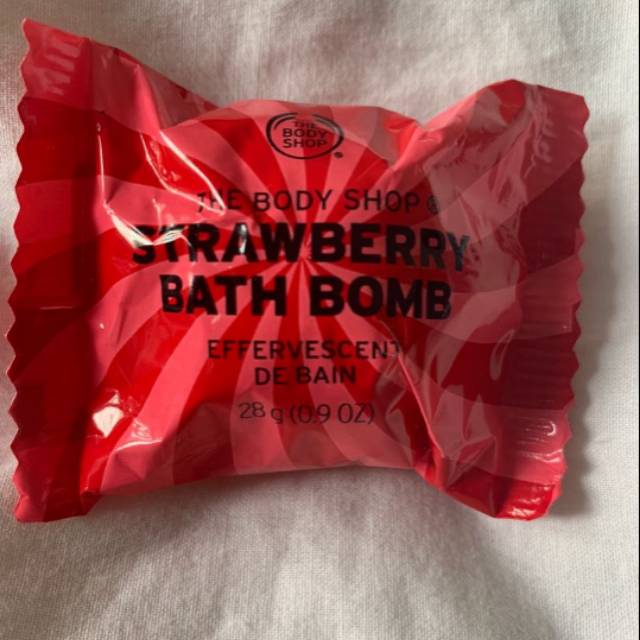 THE
BODY
SHOP®
THE BODY SHOP®
STRAWBERRY
BATH BOMB
EFFERVESCENT
DE BAIN
28 g (0.9 OZ)